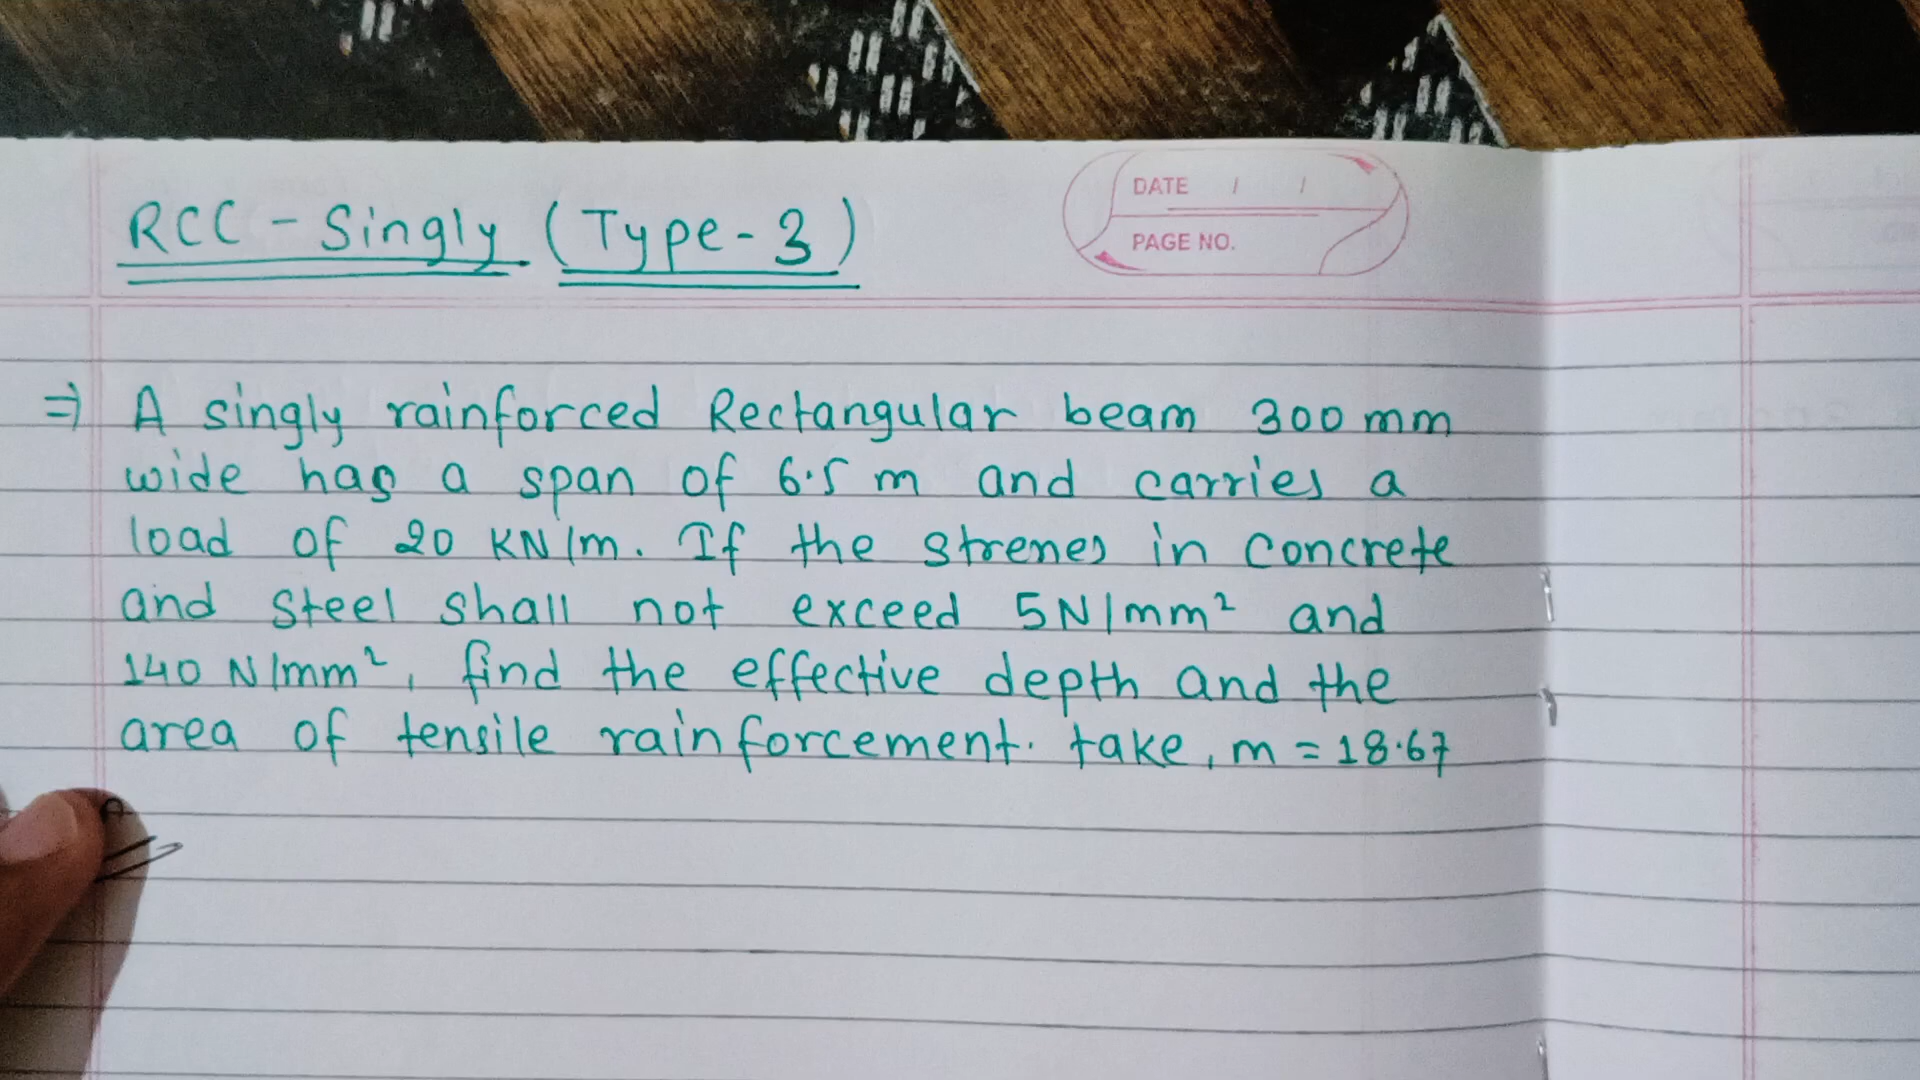 RCC - Singly (Type-3)
DATE / /
PAGE NO.
⇒ A singly rainforced Rectangular beam 300 mm
wide has a span of 6.5 m and carries a
load of 20 KN/m. If the strenes in concrete
and steel shall not exceed 5N/mm² and
140 N/mm², find the effective depth and the
area of tensile rainforcement. take, m = 18.67